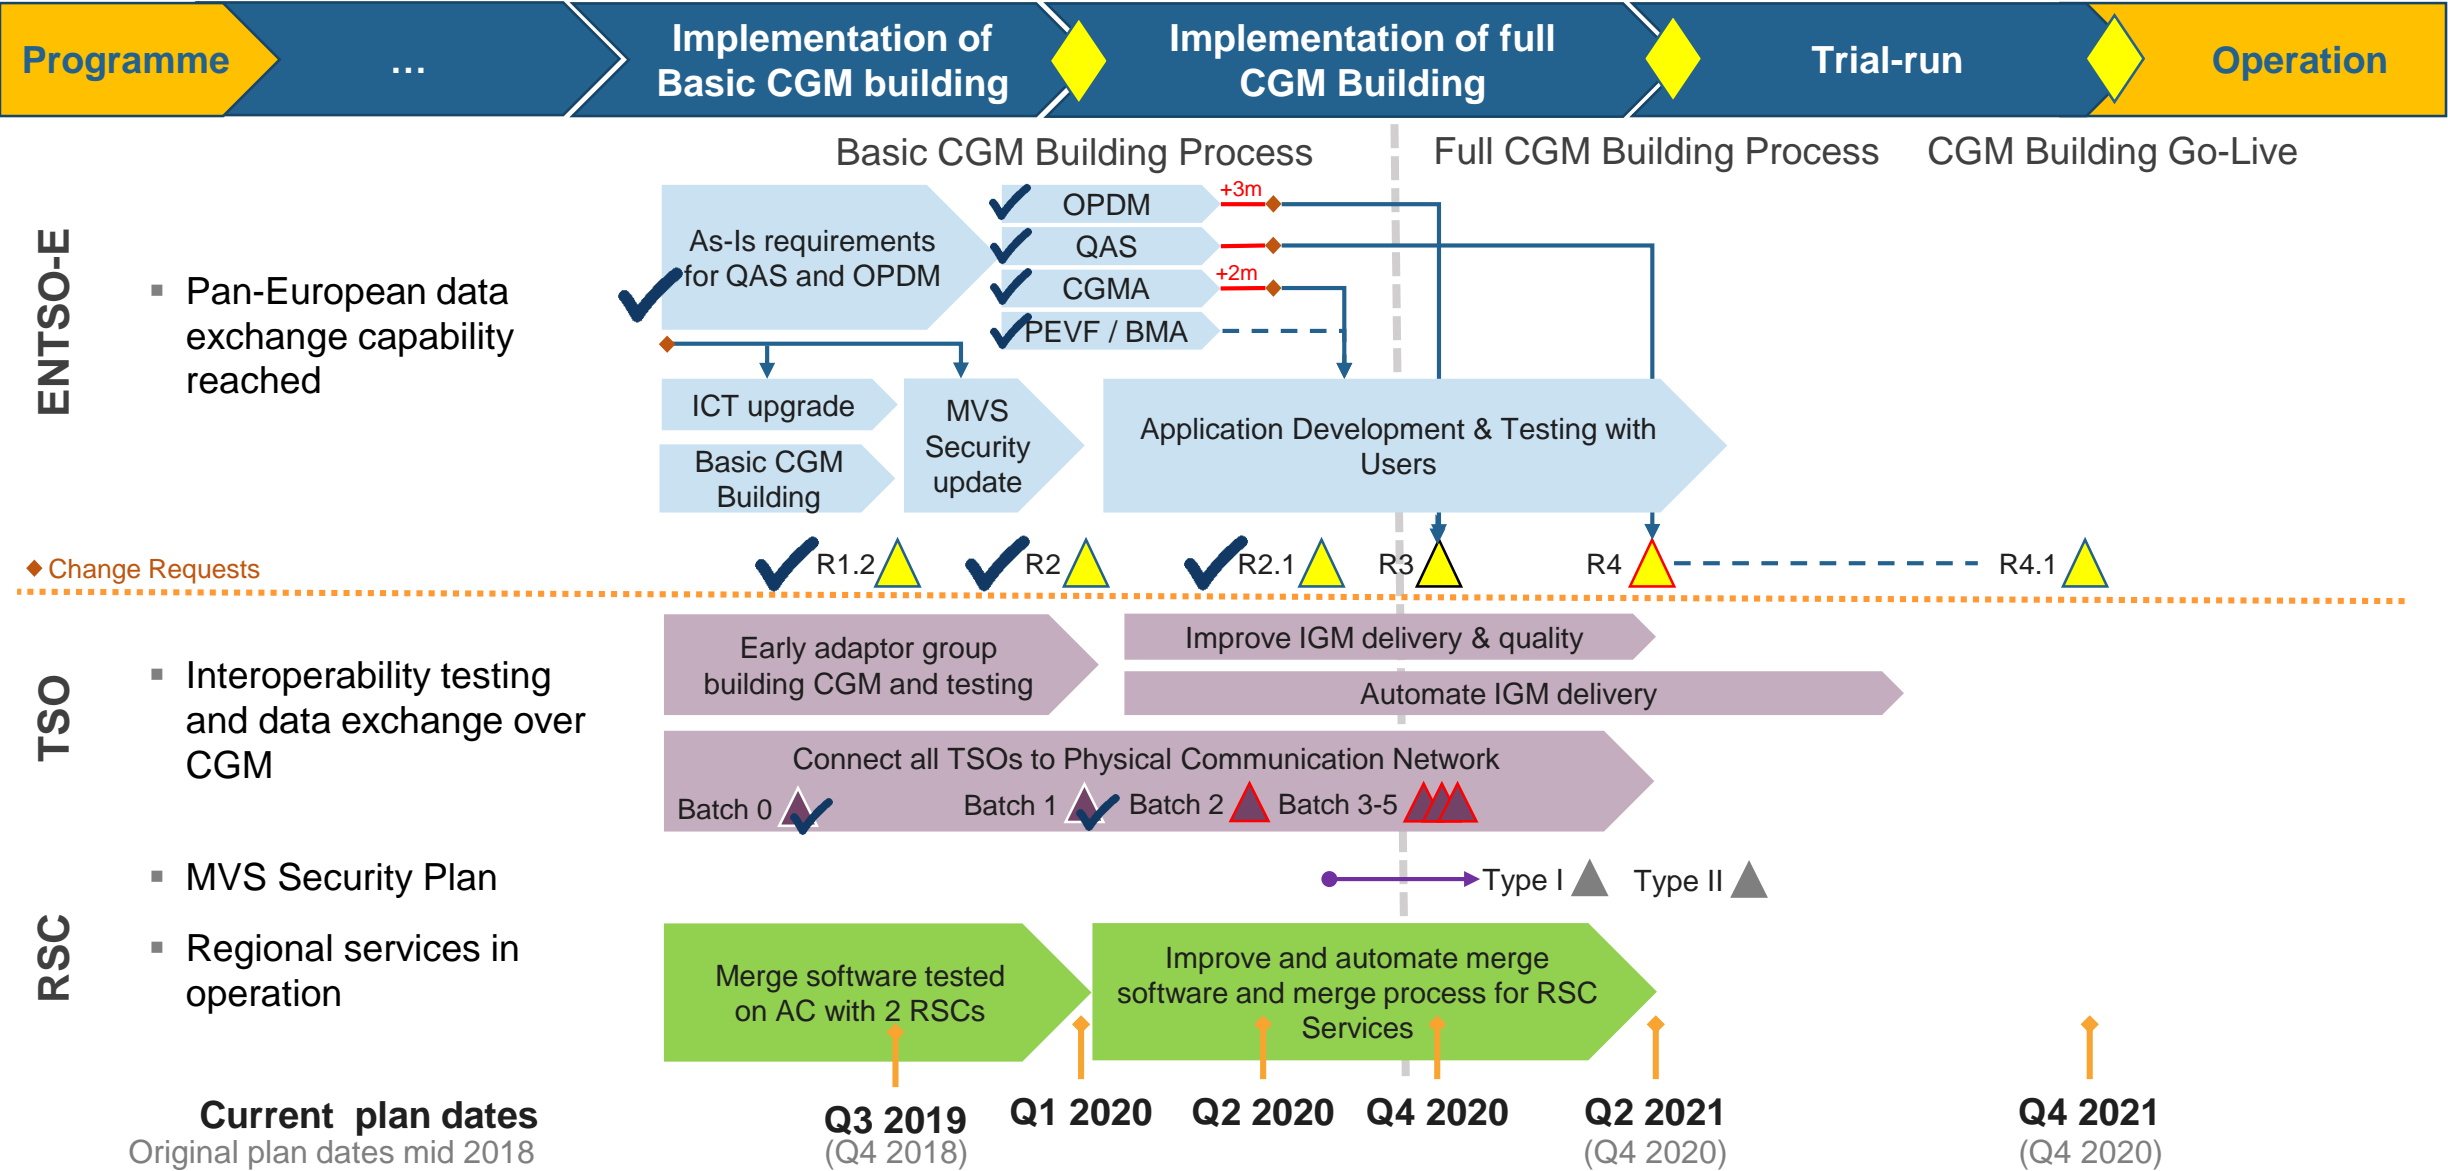 Programme
...
Implementation of
Basic CGM building
Implementation of full
CGM Building
Trial-run
Operation
Basic CGM Building Process
Full CGM Building Process
CGM Building Go-Live
ENTSO-E
▪ Pan-European data
exchange capability
reached
As-Is requirements
for QAS and OPDM
OPDM
+3m
QAS
CGMA
+2m
PEVF / BMA
ICT upgrade
Basic CGM
Building
MVS
Security
update
Application Development & Testing with
Users
Change Requests
R1.2
R2
R2.1
R3
R4
R4.1
TSO
▪ Interoperability testing
and data exchange over
CGM
Early adaptor group
building CGM and testing
Improve IGM delivery & quality
Automate IGM delivery
Connect all TSOs to Physical Communication Network
Batch 0
Batch 1
Batch 2
Batch 3-5
RSC
▪ MVS Security Plan
Type I
Type II
▪ Regional services in
operation
Merge software tested
on AC with 2 RSCs
Improve and automate merge
software and merge process for RSC
Services
Current plan dates
Original plan dates mid 2018
Q3 2019
(Q4 2018)
Q1 2020
Q2 2020
Q4 2020
Q2 2021
(Q4 2020)
Q4 2021
(Q4 2020)